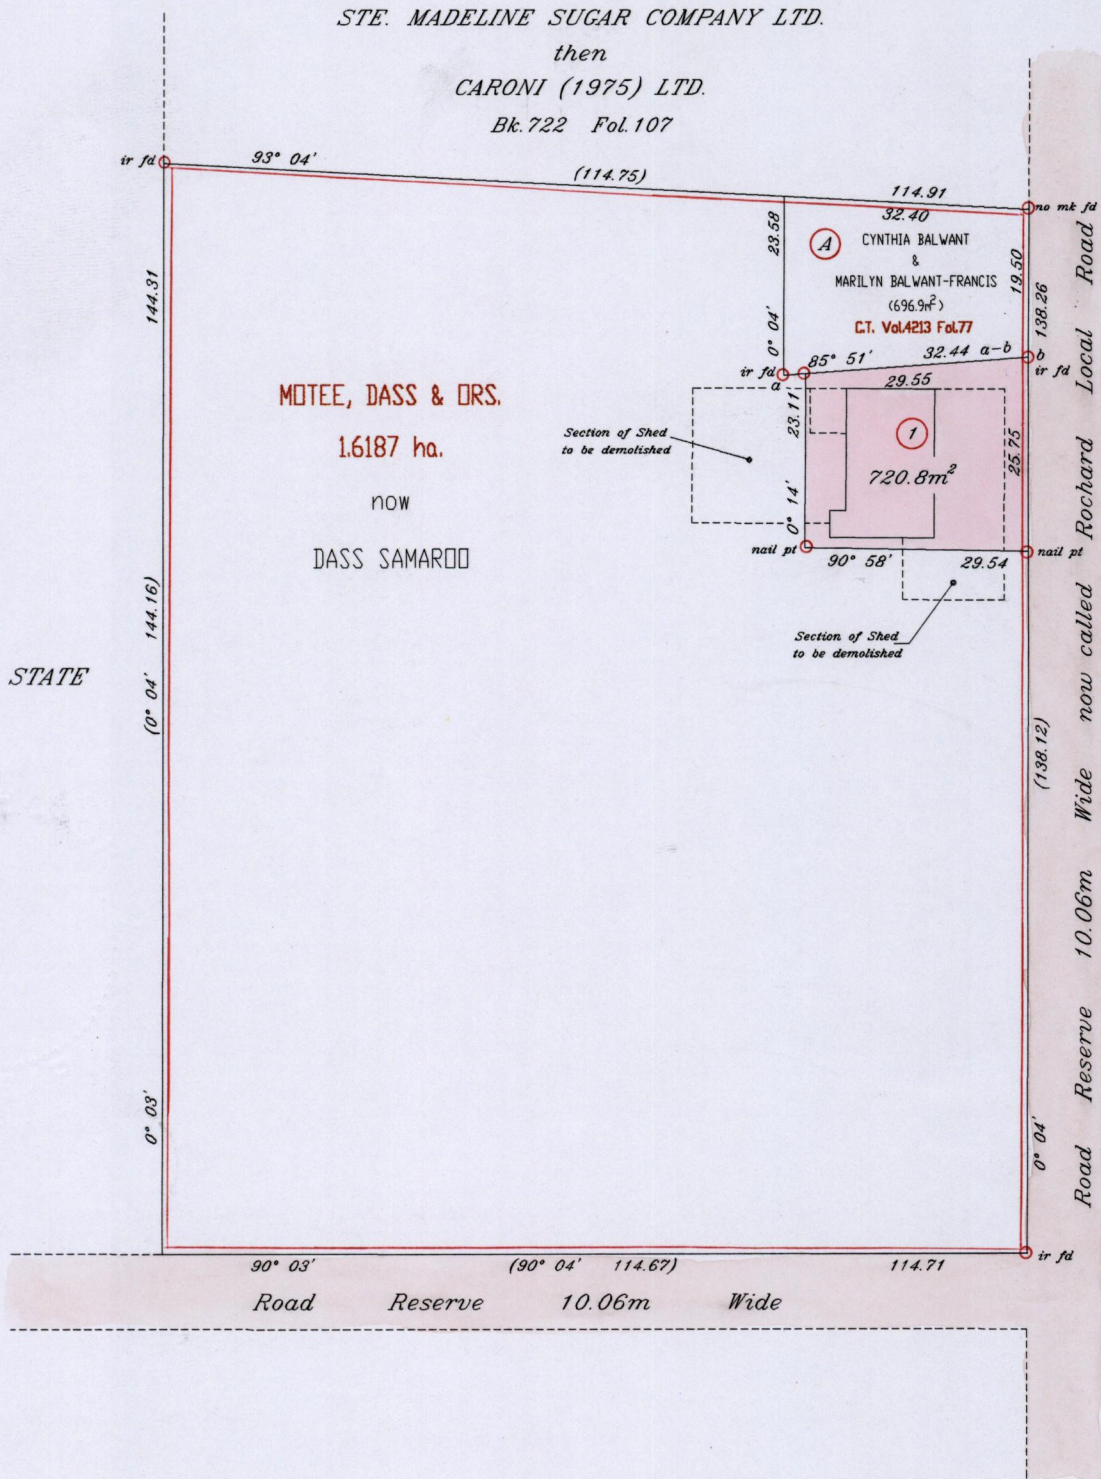 STE. MADELINE SUGAR COMPANY LTD.
then
CARONI (1975) LTD.
Bk. 722 Fol. 107
ir fd
93° 04'
(114.75)
114.91
no mk fd
32.40
23.58
0° 04'
A
CYNTHIA BALWANT
&
MARILYN BALWANT-FRANCIS
(696.9m²)
C.T. Vol.4213 Fol.77
19.50
138.26
144.31
85° 51'
32.44 a-b
b
ir fd
ir fd
a
29.55
23.11
0° 14'
1
720.8m²
25.75
Section of Shed
to be demolished
MOTEE, DASS & ORS.
1.6187 ha.
now
DASS SAMAROO
nail pt
90° 58'
29.54
nail pt
Section of Shed
to be demolished
STATE
(0° 04' 144.16)
(138.12)
0° 03'
0° 04'
Road Reserve 10.06m Wide now called Rochard Local Road
ir fd
90° 03'
(90° 04' 114.67)
114.71
Road Reserve 10.06m Wide